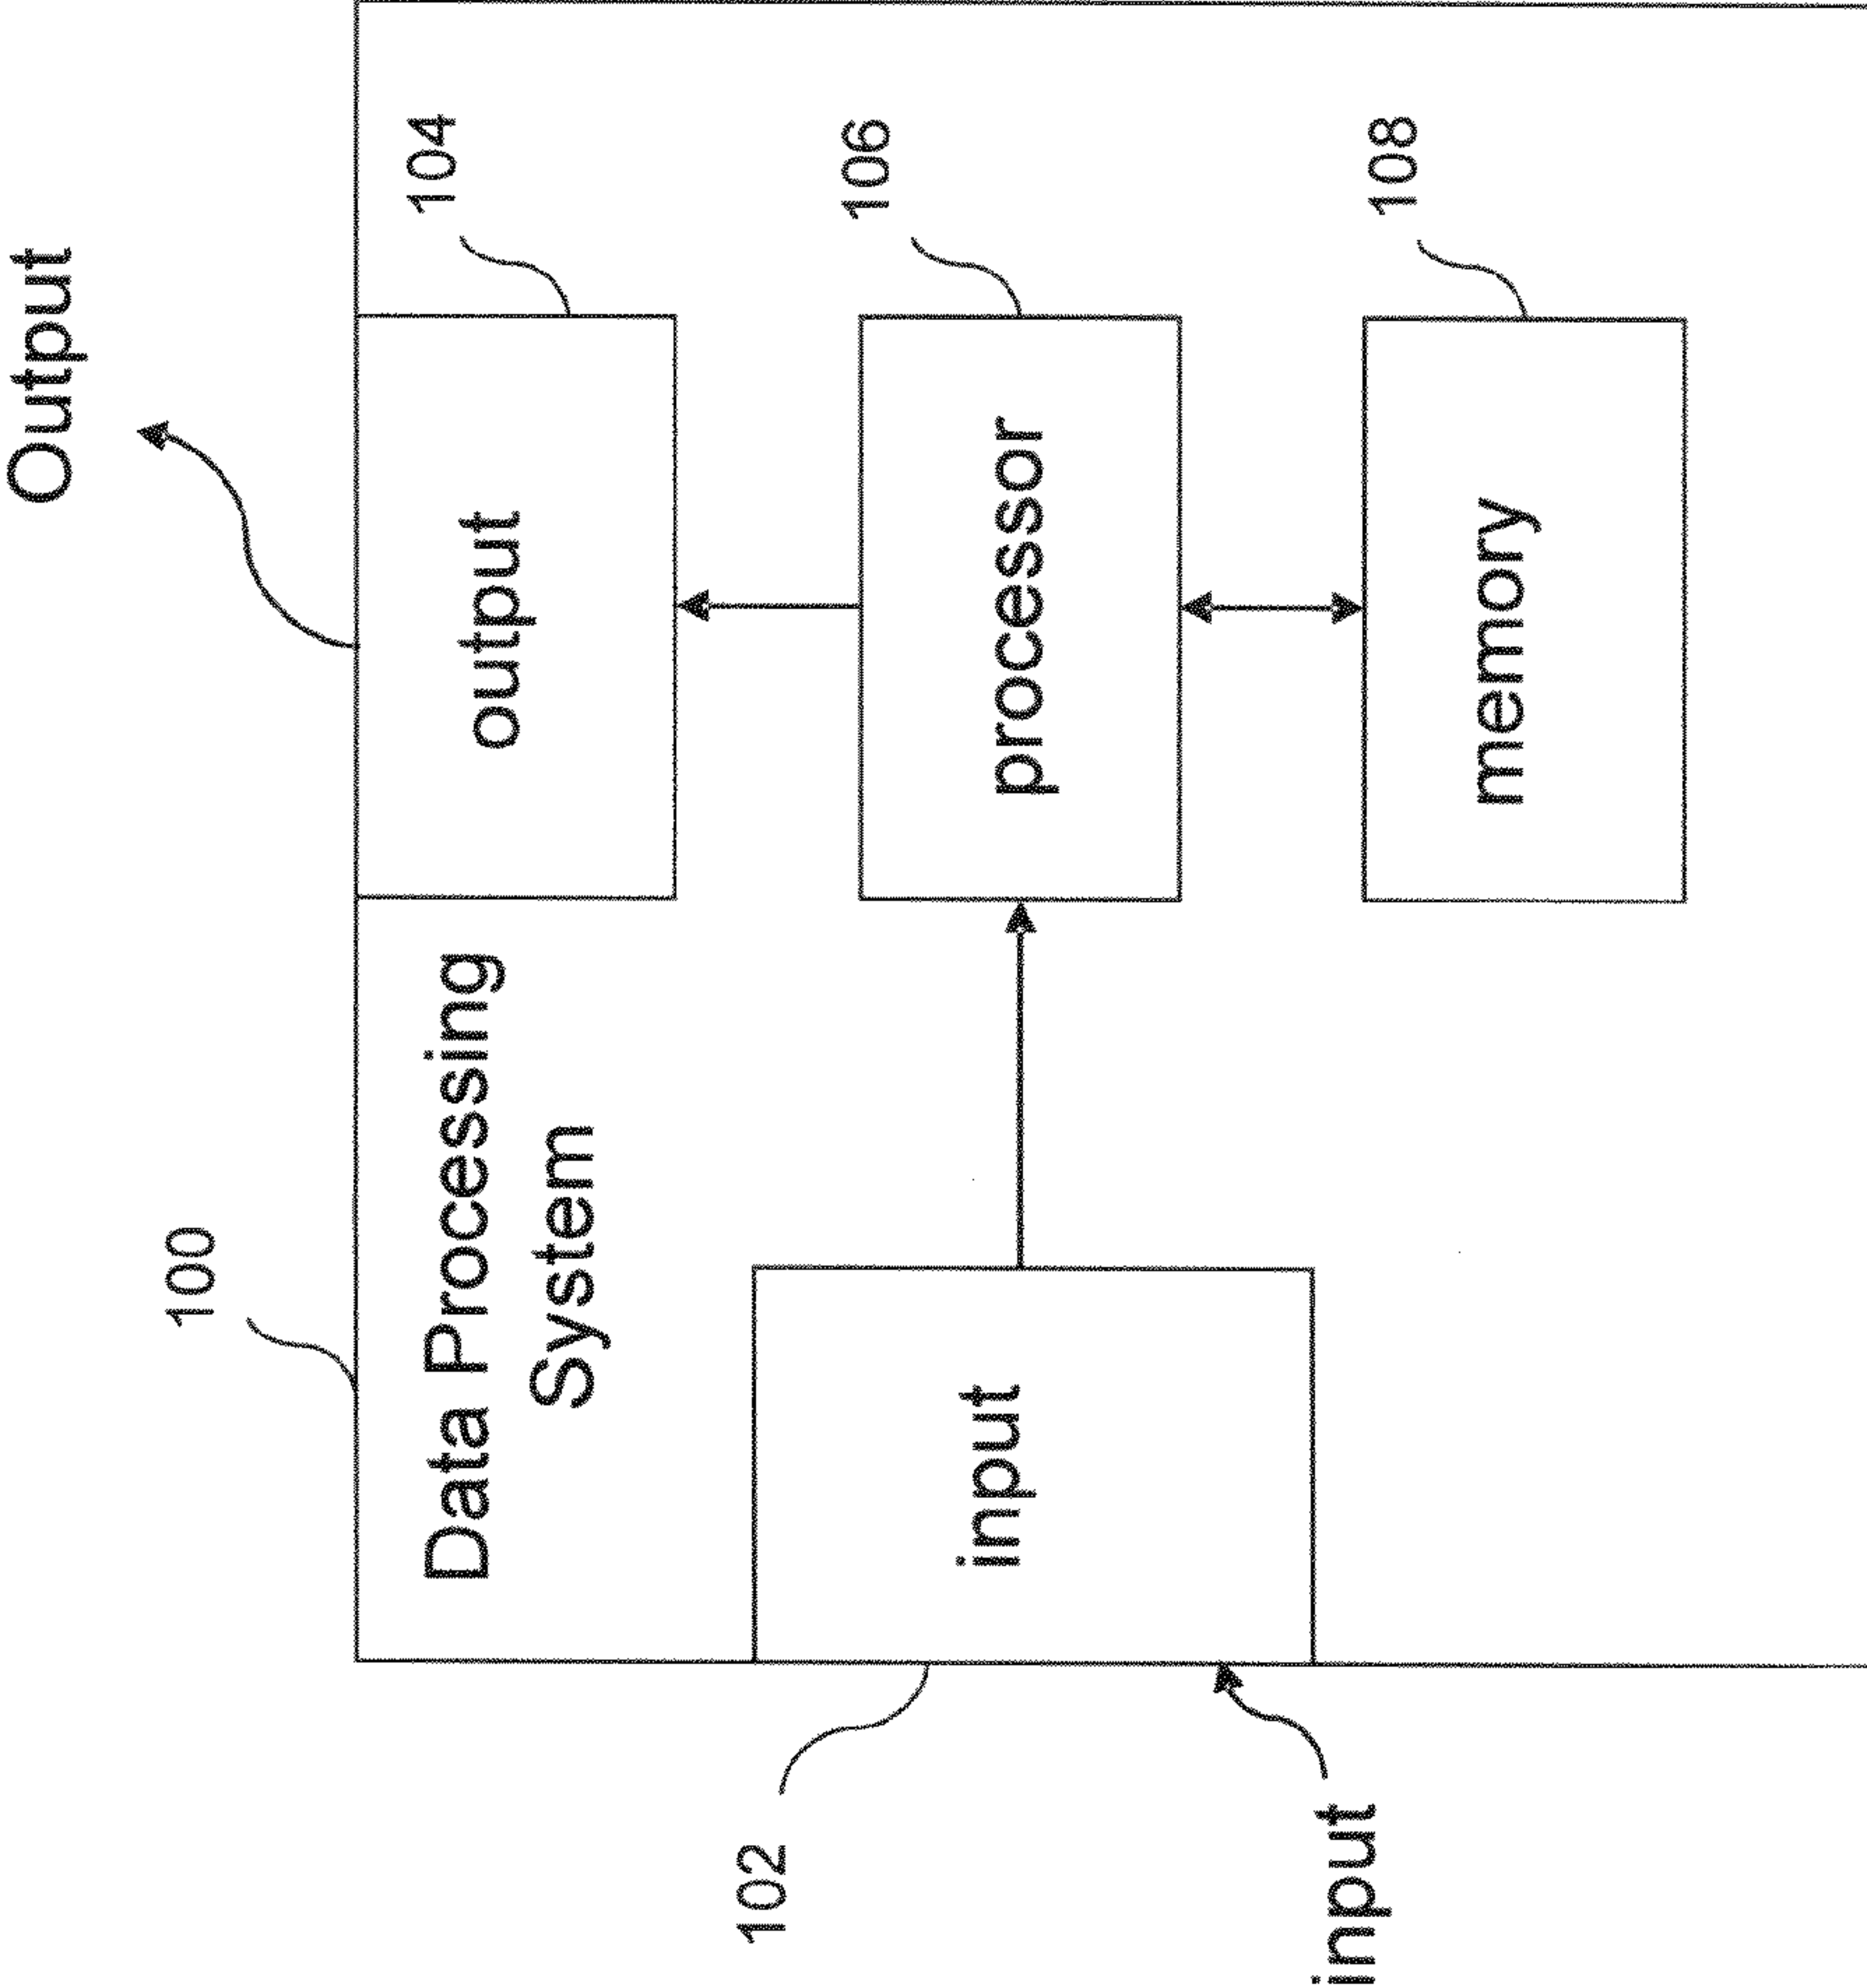 Output
100
Data Processing
System
output
104
102
input
processor
106
input
memory
108